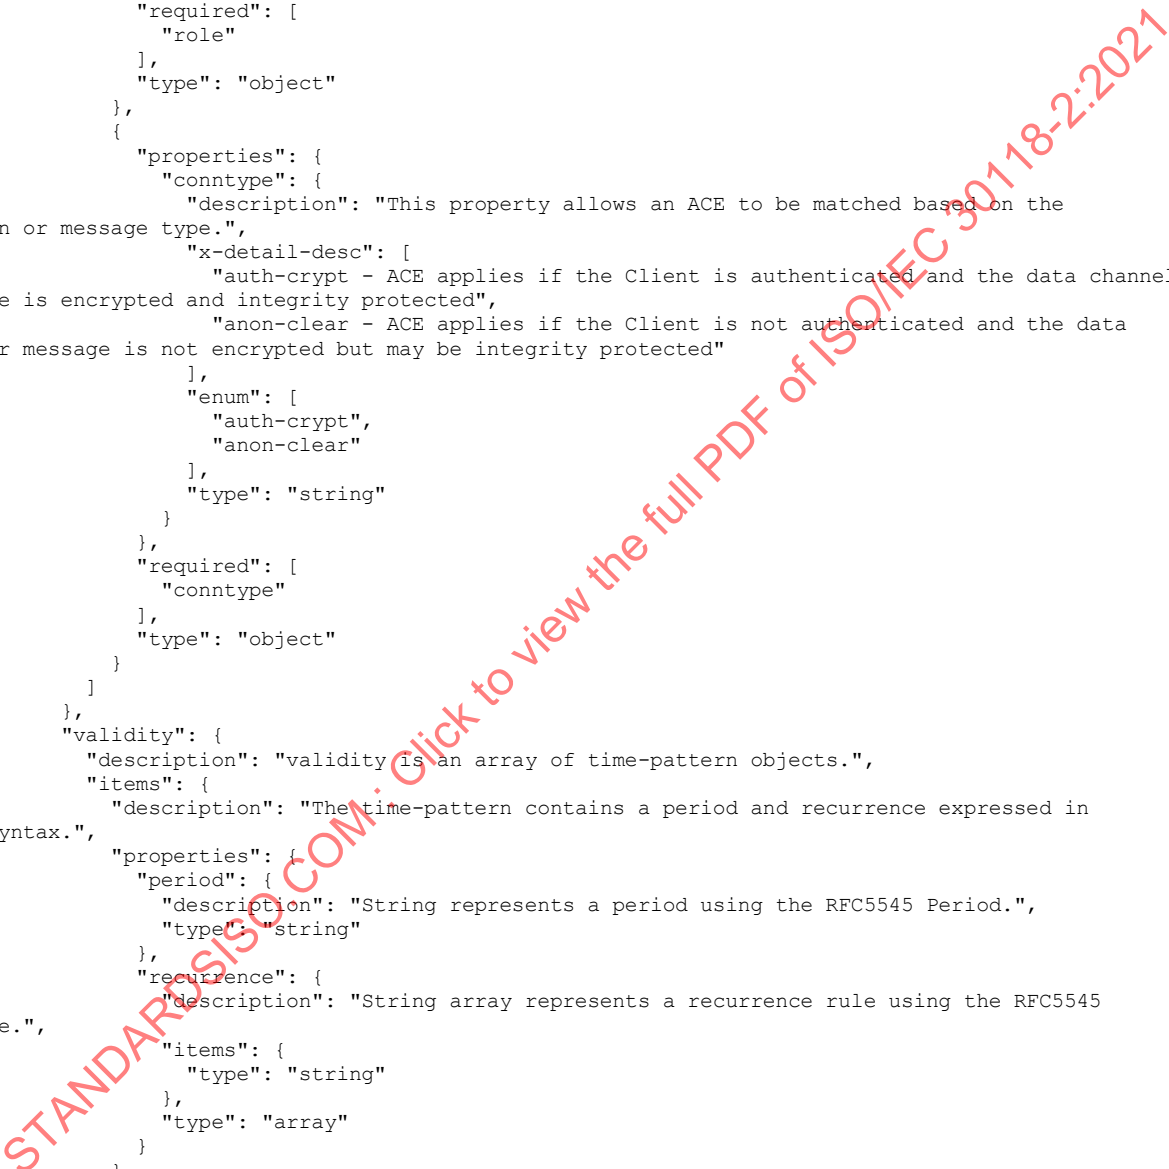 "required": [
"role"
],
"type": "object"
},
{
"properties": {
"conntype": {
"description": "This property allows an ACE to be matched based on the
n or message type.",
"x-detail-desc": [
"auth-crypt - ACE applies if the Client is authenticated and the data channel
e is encrypted and integrity protected",
"anon-clear - ACE applies if the Client is not authenticated and the data
r message is not encrypted but may be integrity protected"
],
"enum": [
"auth-crypt",
"anon-clear"
],
"type": "string"
}
},
"required": [
"conntype"
],
"type": "object"
}
]
},
"validity": {
"description": "validity is an array of time-pattern objects.",
"items": {
"description": "The time-pattern contains a period and recurrence expressed in
yntax.",
"properties": {
"period": {
"description": "String represents a period using the RFC5545 Period.",
"type": "string"
},
"recurrence": {
"description": "String array represents a recurrence rule using the RFC5545
e.",
"items": {
"type": "string"
},
"type": "array"
}
}
STANDARDSISO.COM : Click to view the full PDF of ISO/IEC 30118-2:2021